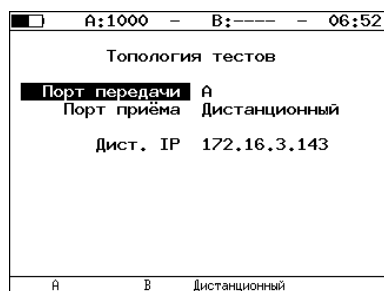 A:1000 – B:---- – 06:52
Топология тестов
Порт передачи A
Порт приёма Дистанционный
Дист. IP 172.16.3.143
A B Дистанционный